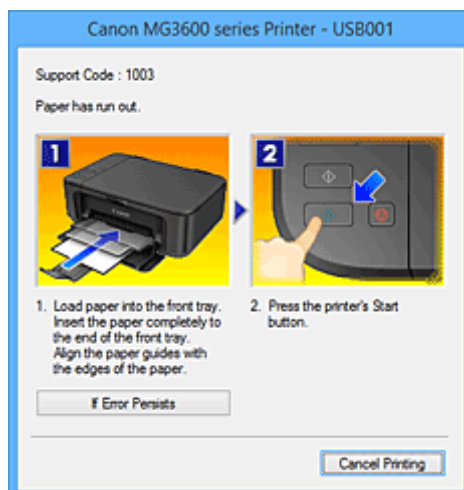 Canon MG3600 series Printer - USB001
Support Code : 1003
Paper has run out.
1
2
1. Load paper into the front tray.
Insert the paper completely to
the end of the front tray.
Align the paper guides with
the edges of the paper.
2. Press the printer's Start
button.
If Error Persists
Cancel Printing